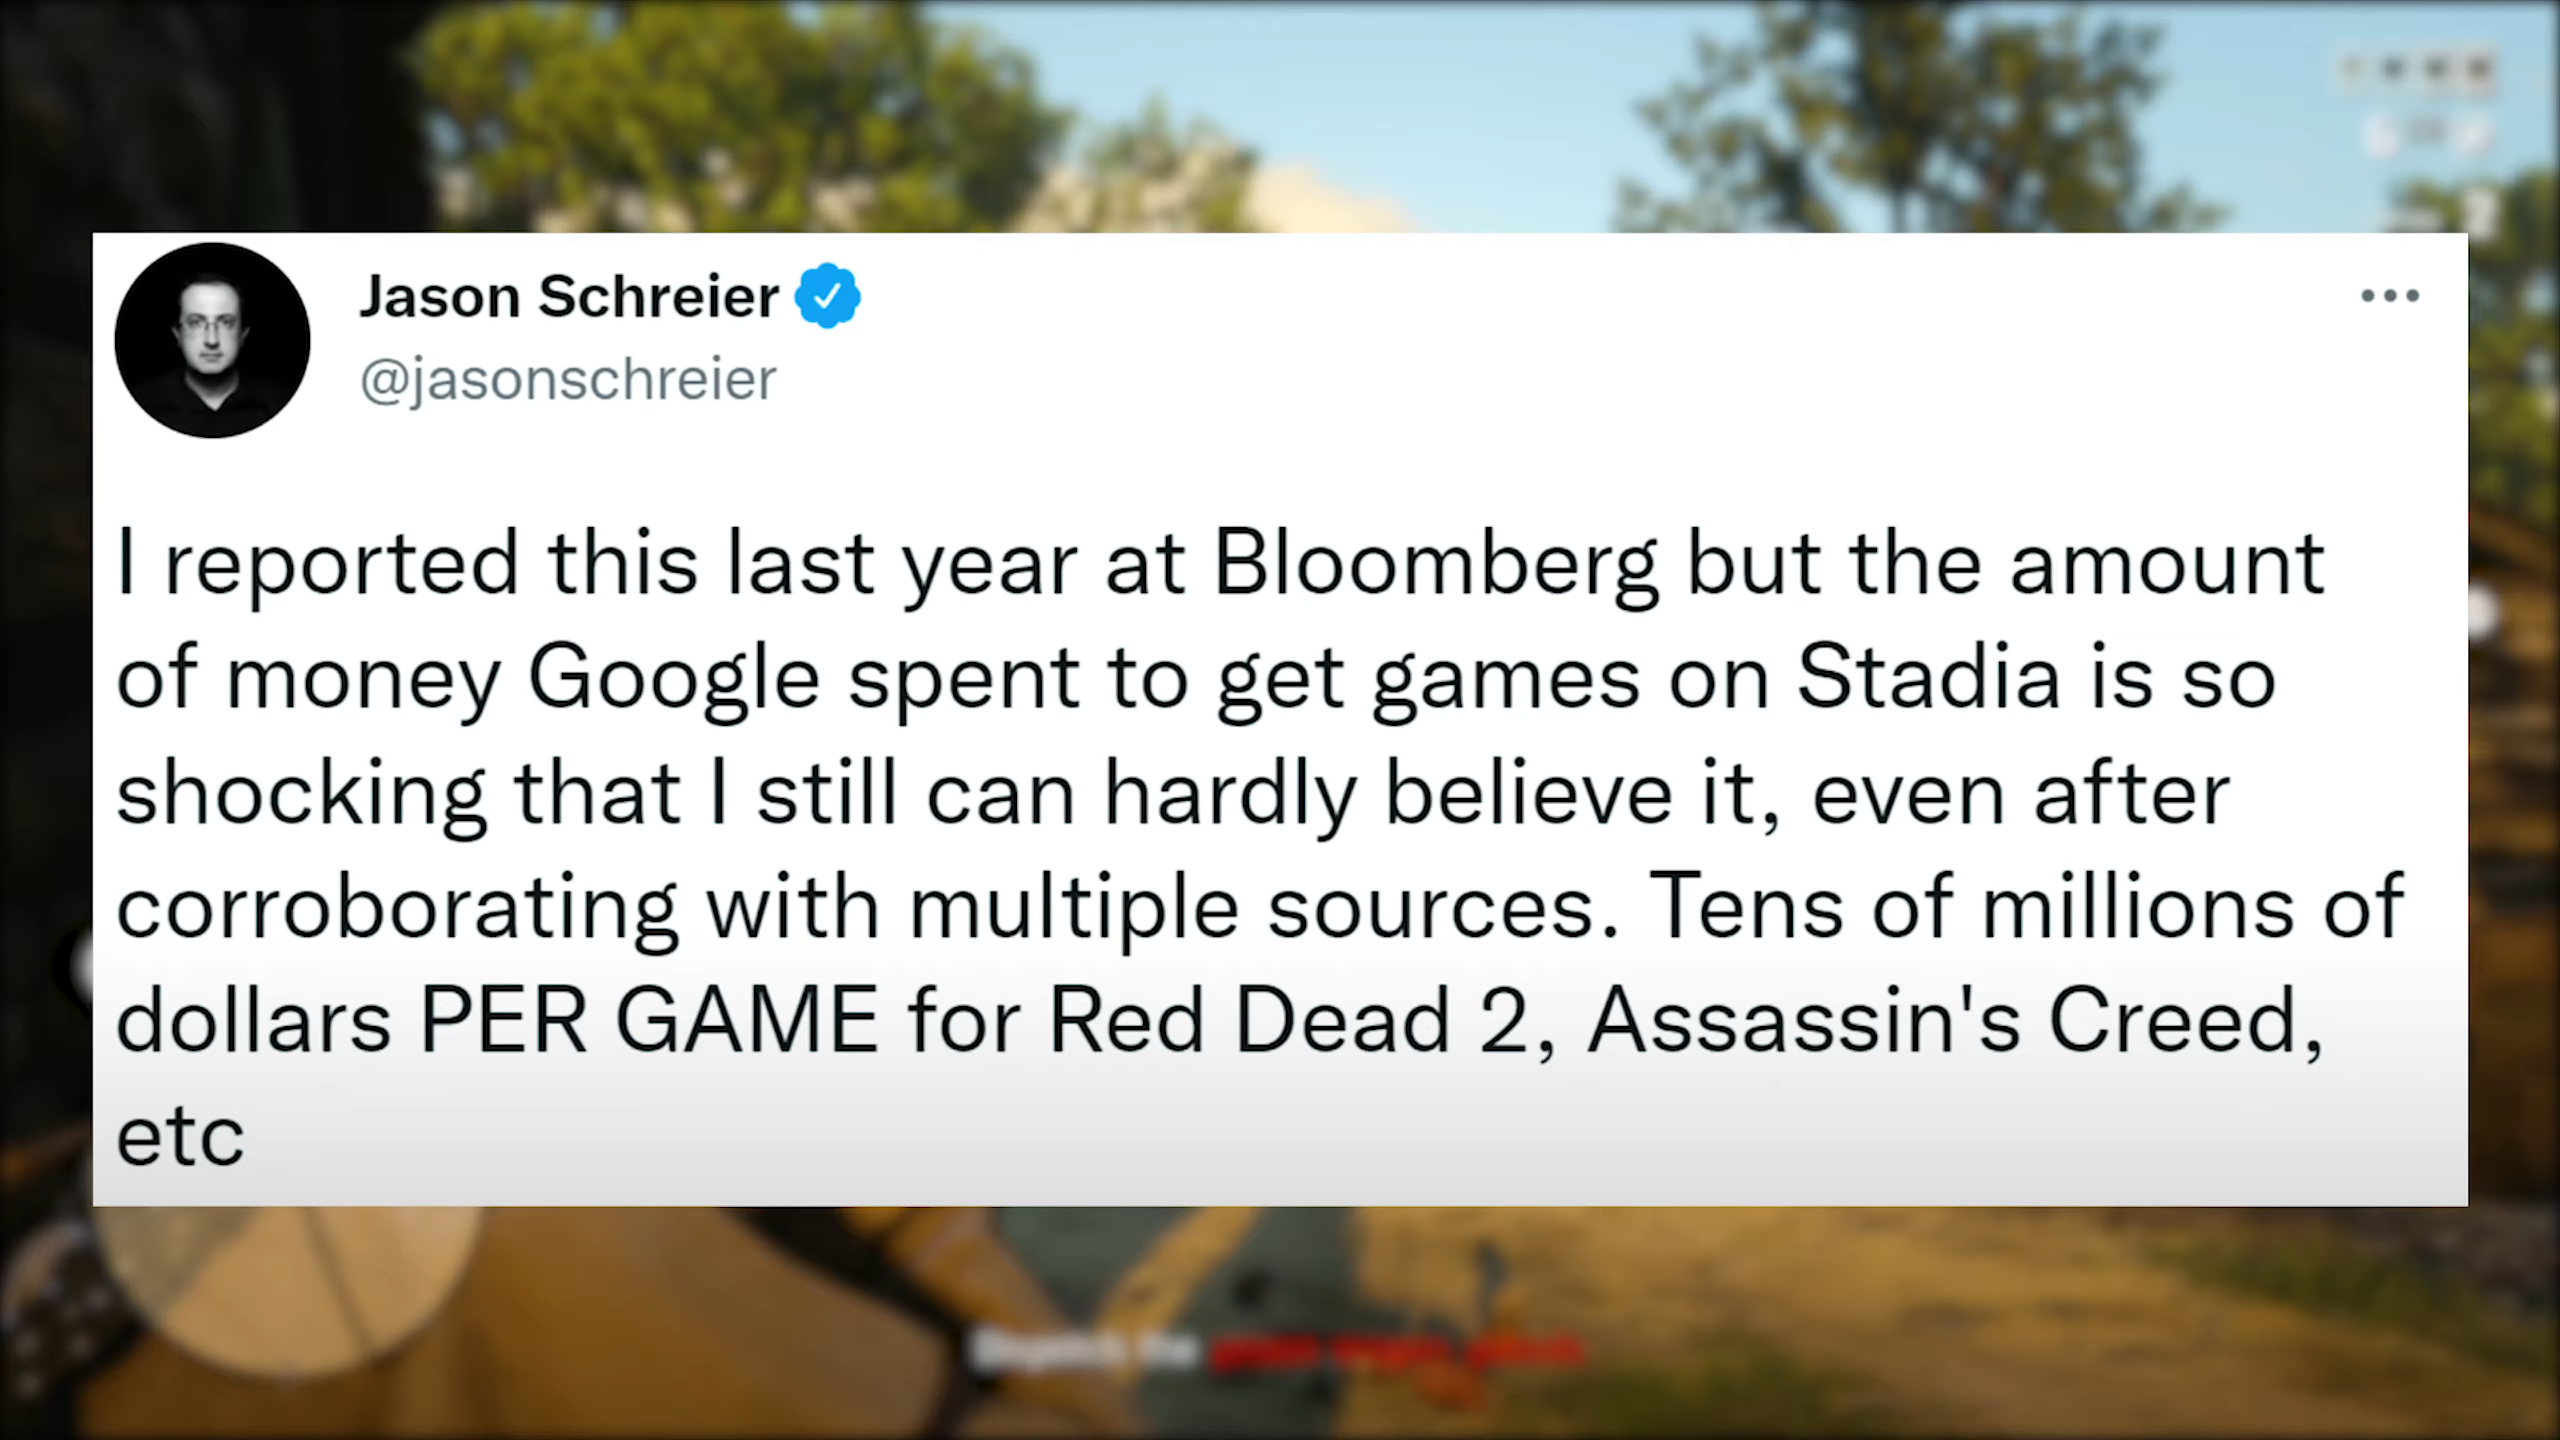 Jason Schreier
@jasonschreier
I reported this last year at Bloomberg but the amount
of money Google spent to get games on Stadia is so
shocking that I still can hardly believe it, even after
corroborating with multiple sources. Tens of millions of
dollars PER GAME for Red Dead 2, Assassin's Creed,
etc